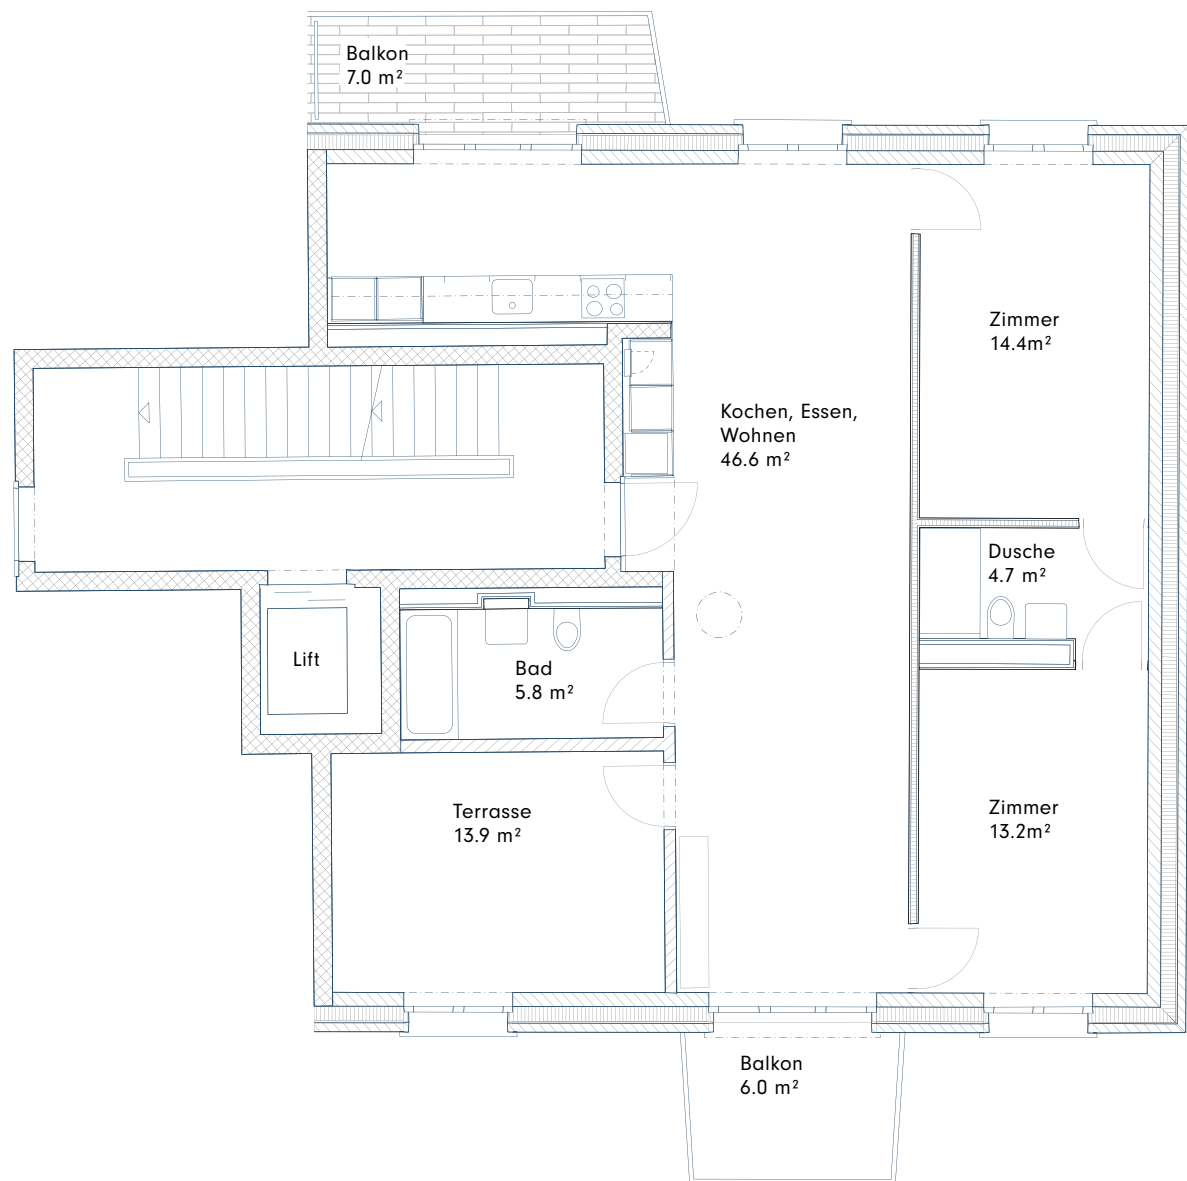 Balkon
7.0 m²
Zimmer
14.4m²
Kochen, Essen,
Wohnen
46.6 m²
Dusche
4.7 m²
Lift
Bad
5.8 m²
Terrasse
13.9 m²
Zimmer
13.2m²
Balkon
6.0 m²